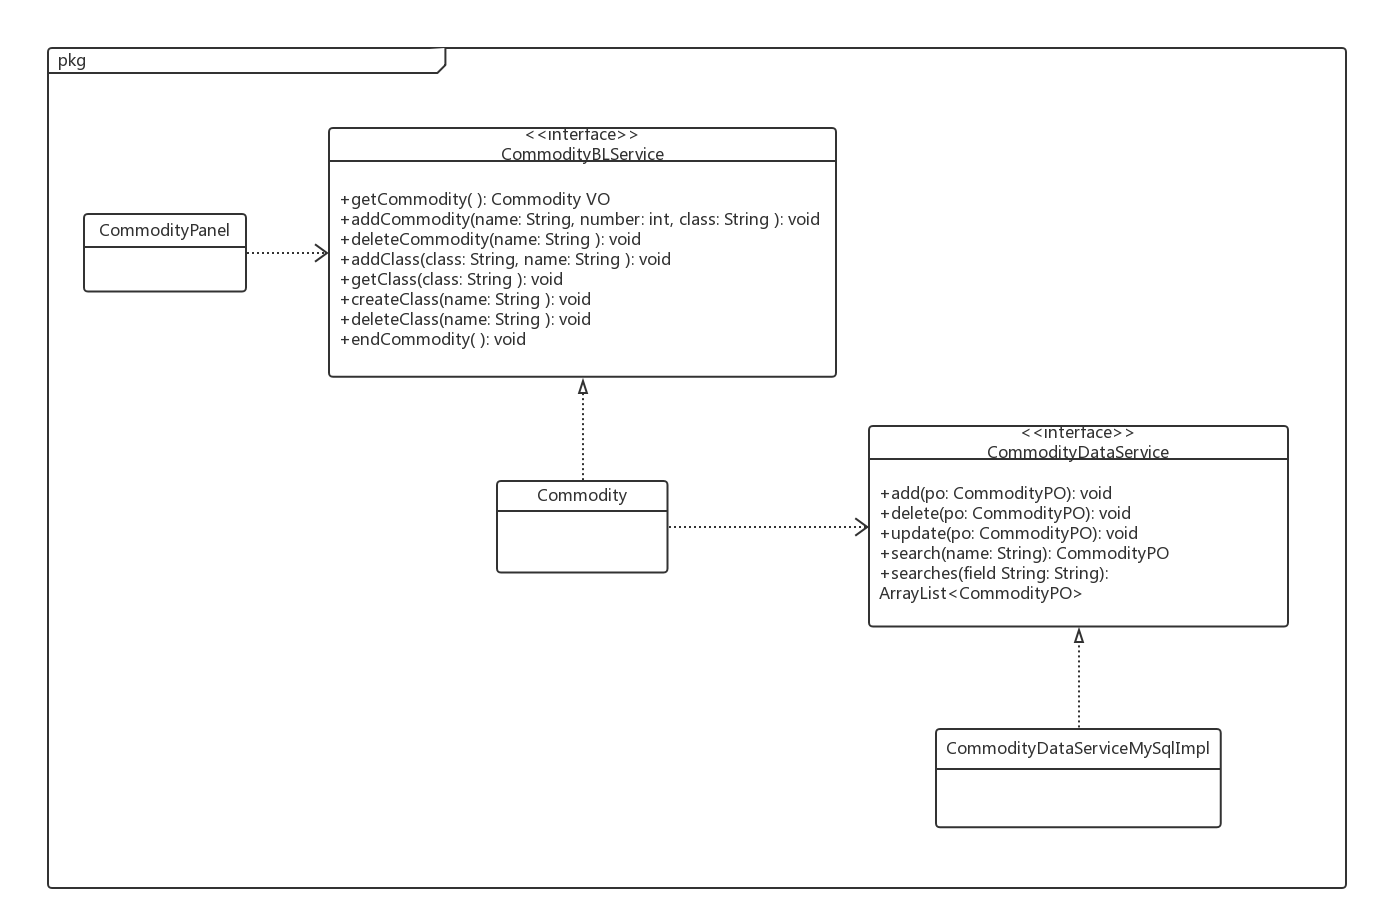 pkg
<<interface>>
CommodityBLService
+getCommodity( ): Commodity VO
+addCommodity(name: String, number: int, class: String ): void
+deleteCommodity(name: String ): void
+addClass(class: String, name: String ): void
+getClass(class: String ): void
+createClass(name: String ): void
+deleteClass(name: String ): void
+endCommodity( ): void
CommodityPanel
<<interface>>
CommodityDataService
+add(po: CommodityPO): void
+delete(po: CommodityPO): void
+update(po: CommodityPO): void
+search(name: String): CommodityPO
+searches(field String: String):
ArrayList<CommodityPO>
Commodity
CommodityDataServiceMySqlImpl